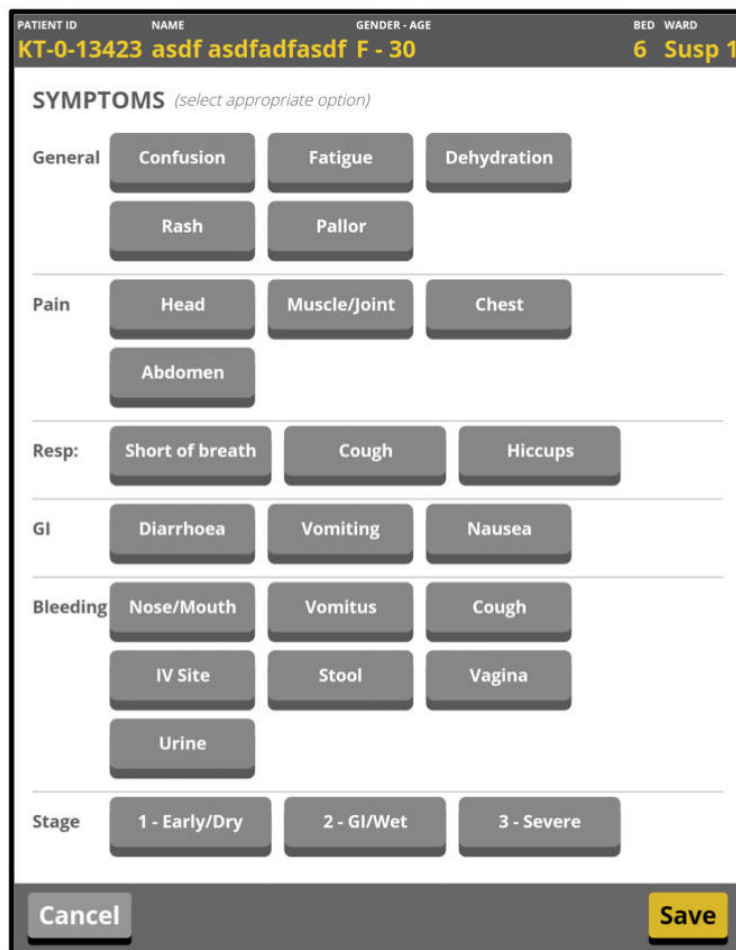 PATIENT ID NAME GENDER - AGE BED WARD
KT-0-13423 asdf asdfadfasdf F - 30 6 Susp 1
SYMPTOMS (select appropriate option)
General Confusion Fatigue Dehydration
Rash Pallor
Pain Head Muscle/Joint Chest
Abdomen
Resp: Short of breath Cough Hiccups
GI Diarrhoea Vomiting Nausea
Bleeding Nose/Mouth Vomitus Cough
IV Site Stool Vagina
Urine
Stage 1 - Early/Dry 2 - GI/Wet 3 - Severe
Cancel Save